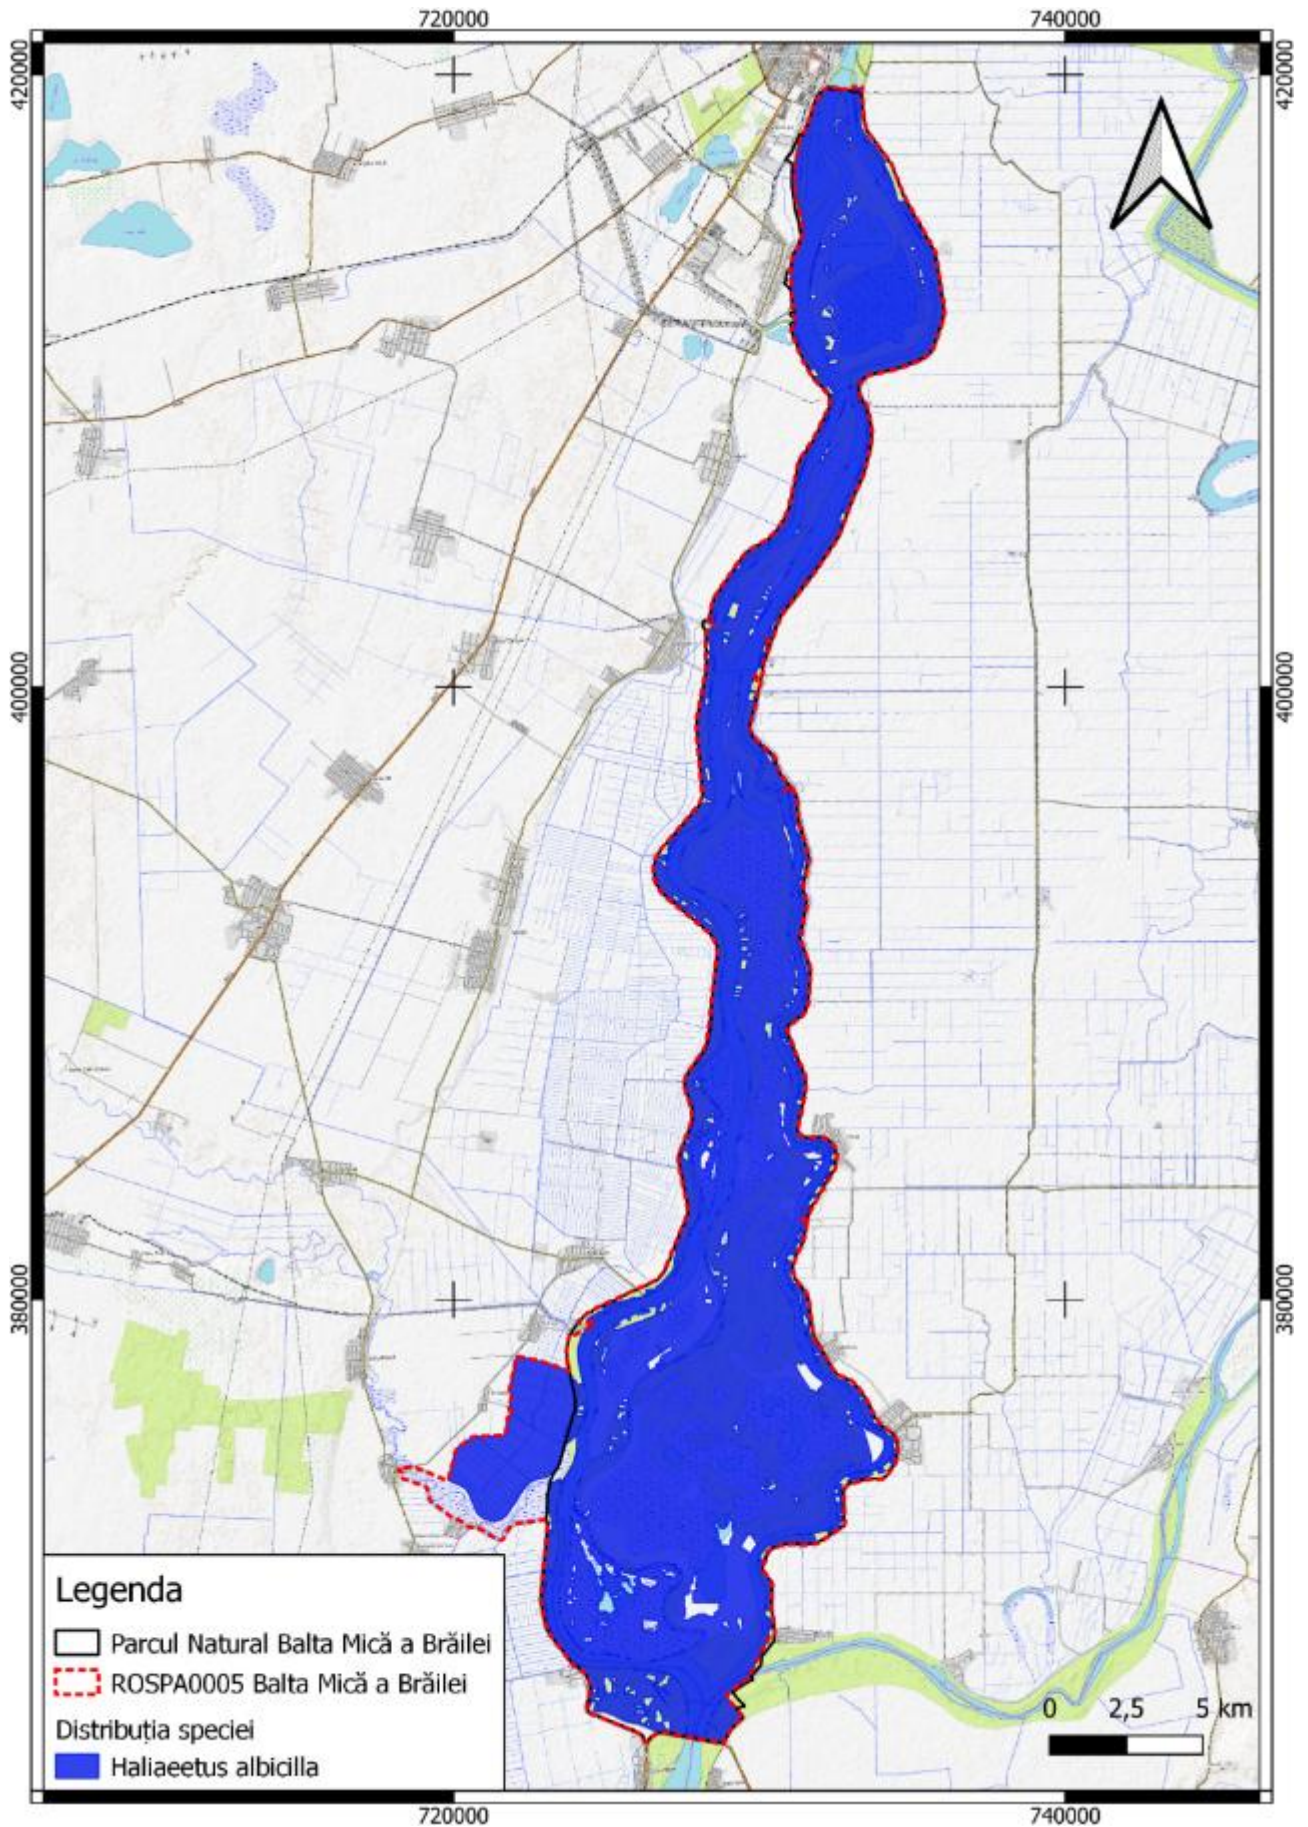 720000 740000
420000 420000
400000 400000
380000 380000
Legenda
Parcul Natural Balta Mică a Brăilei
ROSPA0005 Balta Mică a Brăilei
Distribuția speciei
Haliaeetus albicilla
0 2,5 5 km
720000 740000